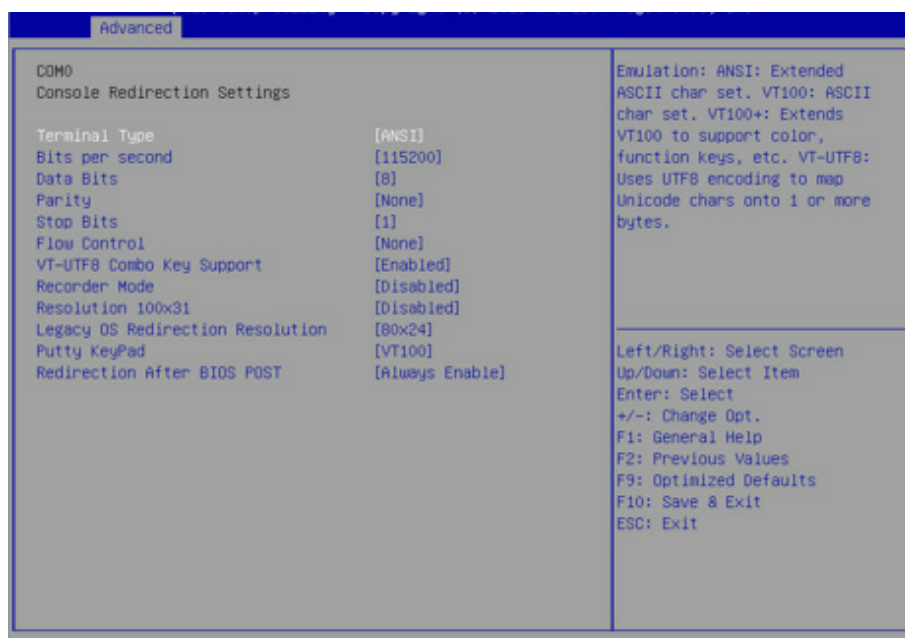 Advanced
COM0
Console Redirection Settings
Terminal Type [ANSI]
Bits per second [115200]
Data Bits [8]
Parity [None]
Stop Bits [1]
Flow Control [None]
VT-UTF8 Combo Key Support [Enabled]
Recorder Mode [Disabled]
Resolution 100x31 [Disabled]
Legacy OS Redirection Resolution [80x24]
Putty KeyPad [VT100]
Redirection After BIOS POST [Always Enable]
Emulation: ANSI: Extended
ASCII char set. VT100: ASCII
char set. VT100+: Extends
VT100 to support color,
function keys, etc. VT-UTF8:
Uses UTF8 encoding to map
Unicode chars onto 1 or more
bytes.
Left/Right: Select Screen
Up/Down: Select Item
Enter: Select
+/-: Change Opt.
F1: General Help
F2: Previous Values
F9: Optimized Defaults
F10: Save & Exit
ESC: Exit